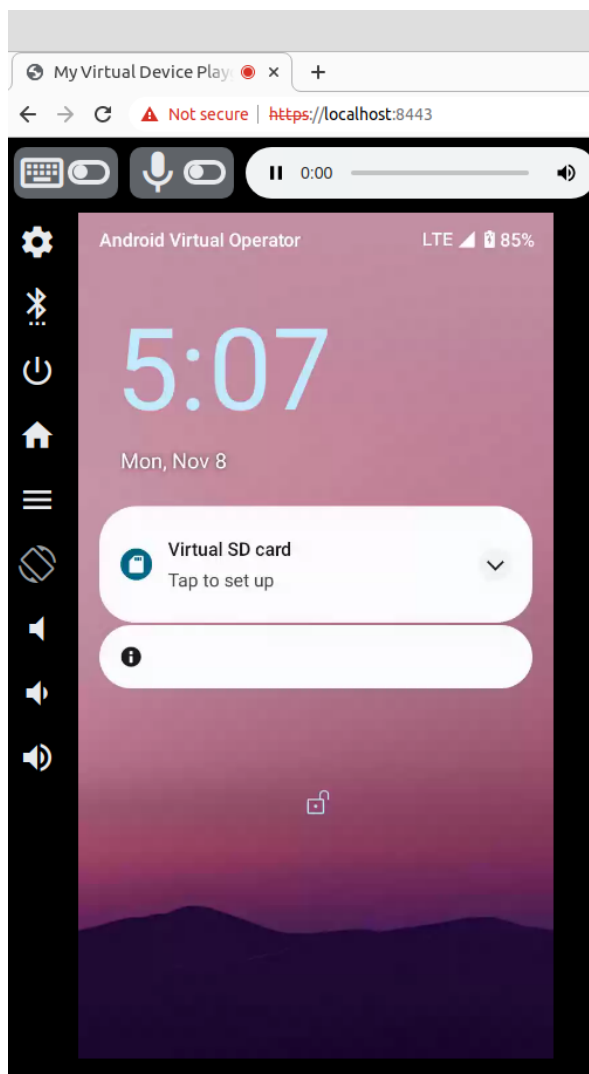 My Virtual Device Play
Not secure
https://localhost:8443
0:00
Android Virtual Operator
LTE
85%
5:07
Mon, Nov 8
Virtual SD card
Tap to set up